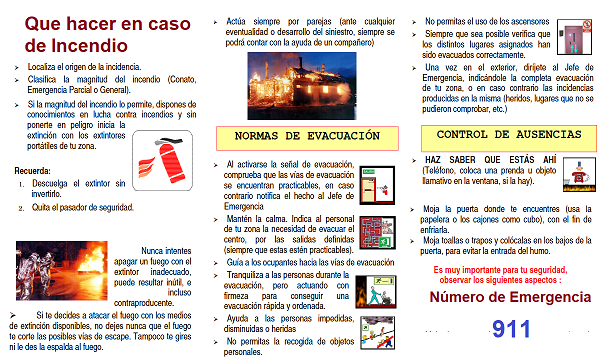 Que hacer en caso
de Incendio
➤ Localiza el origen de la incidencia.
➤ Clasifica la magnitud del incendio (Conato,
Emergencia Parcial o General).
➤ Si la magnitud del incendio lo permite, dispones de
conocimientos en lucha contra incendios y sin
ponerte en peligro inicia la
extinción con los extintores
portátiles de tu zona.
Recuerda:
1. Descuelga el extintor sin
invertirlo.
2. Quita el pasador de seguridad.
Nunca intentes
apagar un fuego con el
extintor inadecuado,
puede resultar inútil, e
incluso
contraproducente.
➤ Si te decides a atacar el fuego con los medios
de extinción disponibles, no dejes nunca que el fuego
te corte las posibles vías de escape. Tampoco te gires
ni le des la espalda al fuego.
➤ Actúa siempre por parejas (ante cualquier
eventualidad o desarrollo del siniestro, siempre se
podrá contar con la ayuda de un compañero)
NORMAS DE EVACUACIÓN
➤ Al activarse la señal de evacuación,
comprueba que las vías de evacuación
se encuentran practicables, en caso
contrario notifica el hecho al Jefe de
Emergencia
➤ Mantén la calma. Indica al personal
de tu zona la necesidad de evacuar el
centro, por las salidas definidas
(siempre que estas estén practicables).
➤ Guía a los ocupantes hacia las vías de evacuación
➤ Tranquiliza a las personas durante la
evacuación, pero actuando con
firmeza para conseguir una
evacuación rápida y ordenada.
➤ Ayuda a las personas impedidas,
disminuidas o heridas
➤ No permitas la recogida de objetos
personales.
➤ No permitas el uso de los ascensores
➤ Siempre que sea posible verifica que
los distintos lugares asignados han
sido evacuados correctamente.
➤ Una vez en el exterior, dirijete al Jefe de
Emergencia, indicándole la completa evacuación
de tu zona, o en caso contrario las incidencias
producidas en la misma (heridos, lugares que no se
pudieron comprobar, etc.)
CONTROL DE AUSENCIAS
➤ HAZ SABER QUE ESTÁS AHÍ
(Teléfono, coloca una prenda u objeto
llamativo en la ventana, si la hay).
➤ Moja la puerta donde te encuentres (usa la
papelera o los cajones como cubo), con el fin de
enfriarla.
➤ Moja toallas o trapos y colócalas en los bajos de la
puerta, para evitar la entrada del humo.
Es muy importante para tu seguridad,
observar los siguientes aspectos :
Número de Emergencia
911